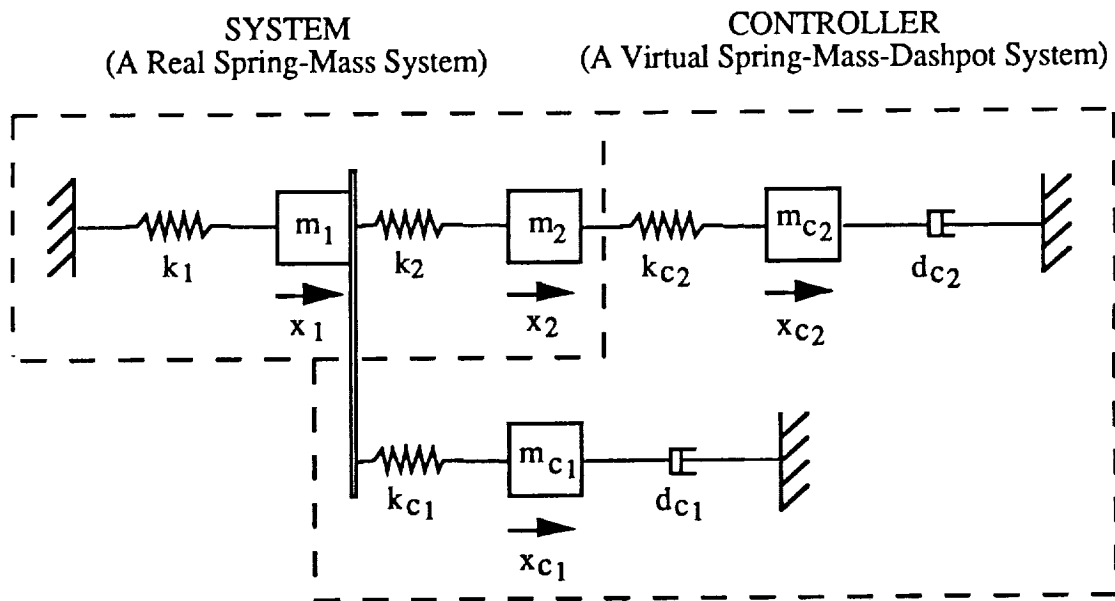 SYSTEM
(A Real Spring-Mass System)
CONTROLLER
(A Virtual Spring-Mass-Dashpot System)
m1
m2
mc2
k1
k2
kc2
dc2
x1
x2
xc2
mc1
kc1
dc1
xc1